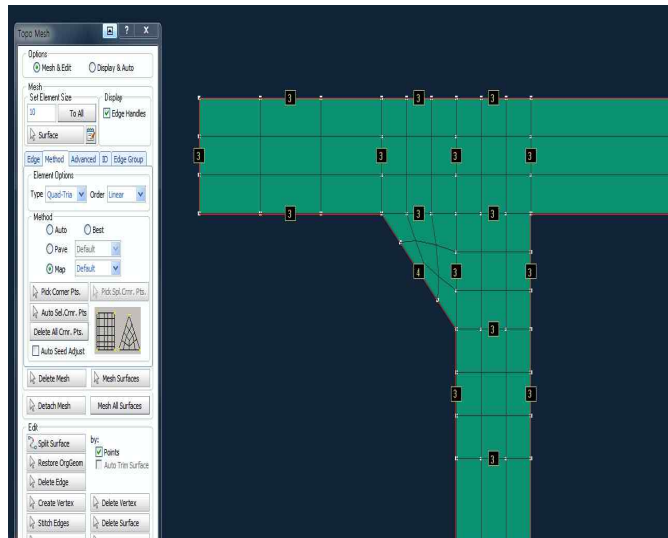 Topo Mesh ? X
Options
Mesh & Edit Display & Auto
Mesh
Set Element Size Display
10 To All Edge Handles
Surface
Edge Method Advanced ID Edge Group
Element Options
Type Quad-Tria Order Linear
Method
Auto Best
Pave Default
Map Default
Pick Corner Pts. Pick Spl.Crnr. Pts.
Auto Sel.Crnr. Pts
Delete All Crnr. Pts.
Auto Seed Adjust
Delete Mesh Mesh Surfaces
Detach Mesh Mesh All Surfaces
Edit
Split Surface by:
Points
Restore OrgGeom Auto Trim Surface
Delete Edge
Create Vertex Delete Vertex
Stitch Edges Delete Surface
3 3 3
3 3 3 3
3 3 3
4 3 3
3
3 3
3